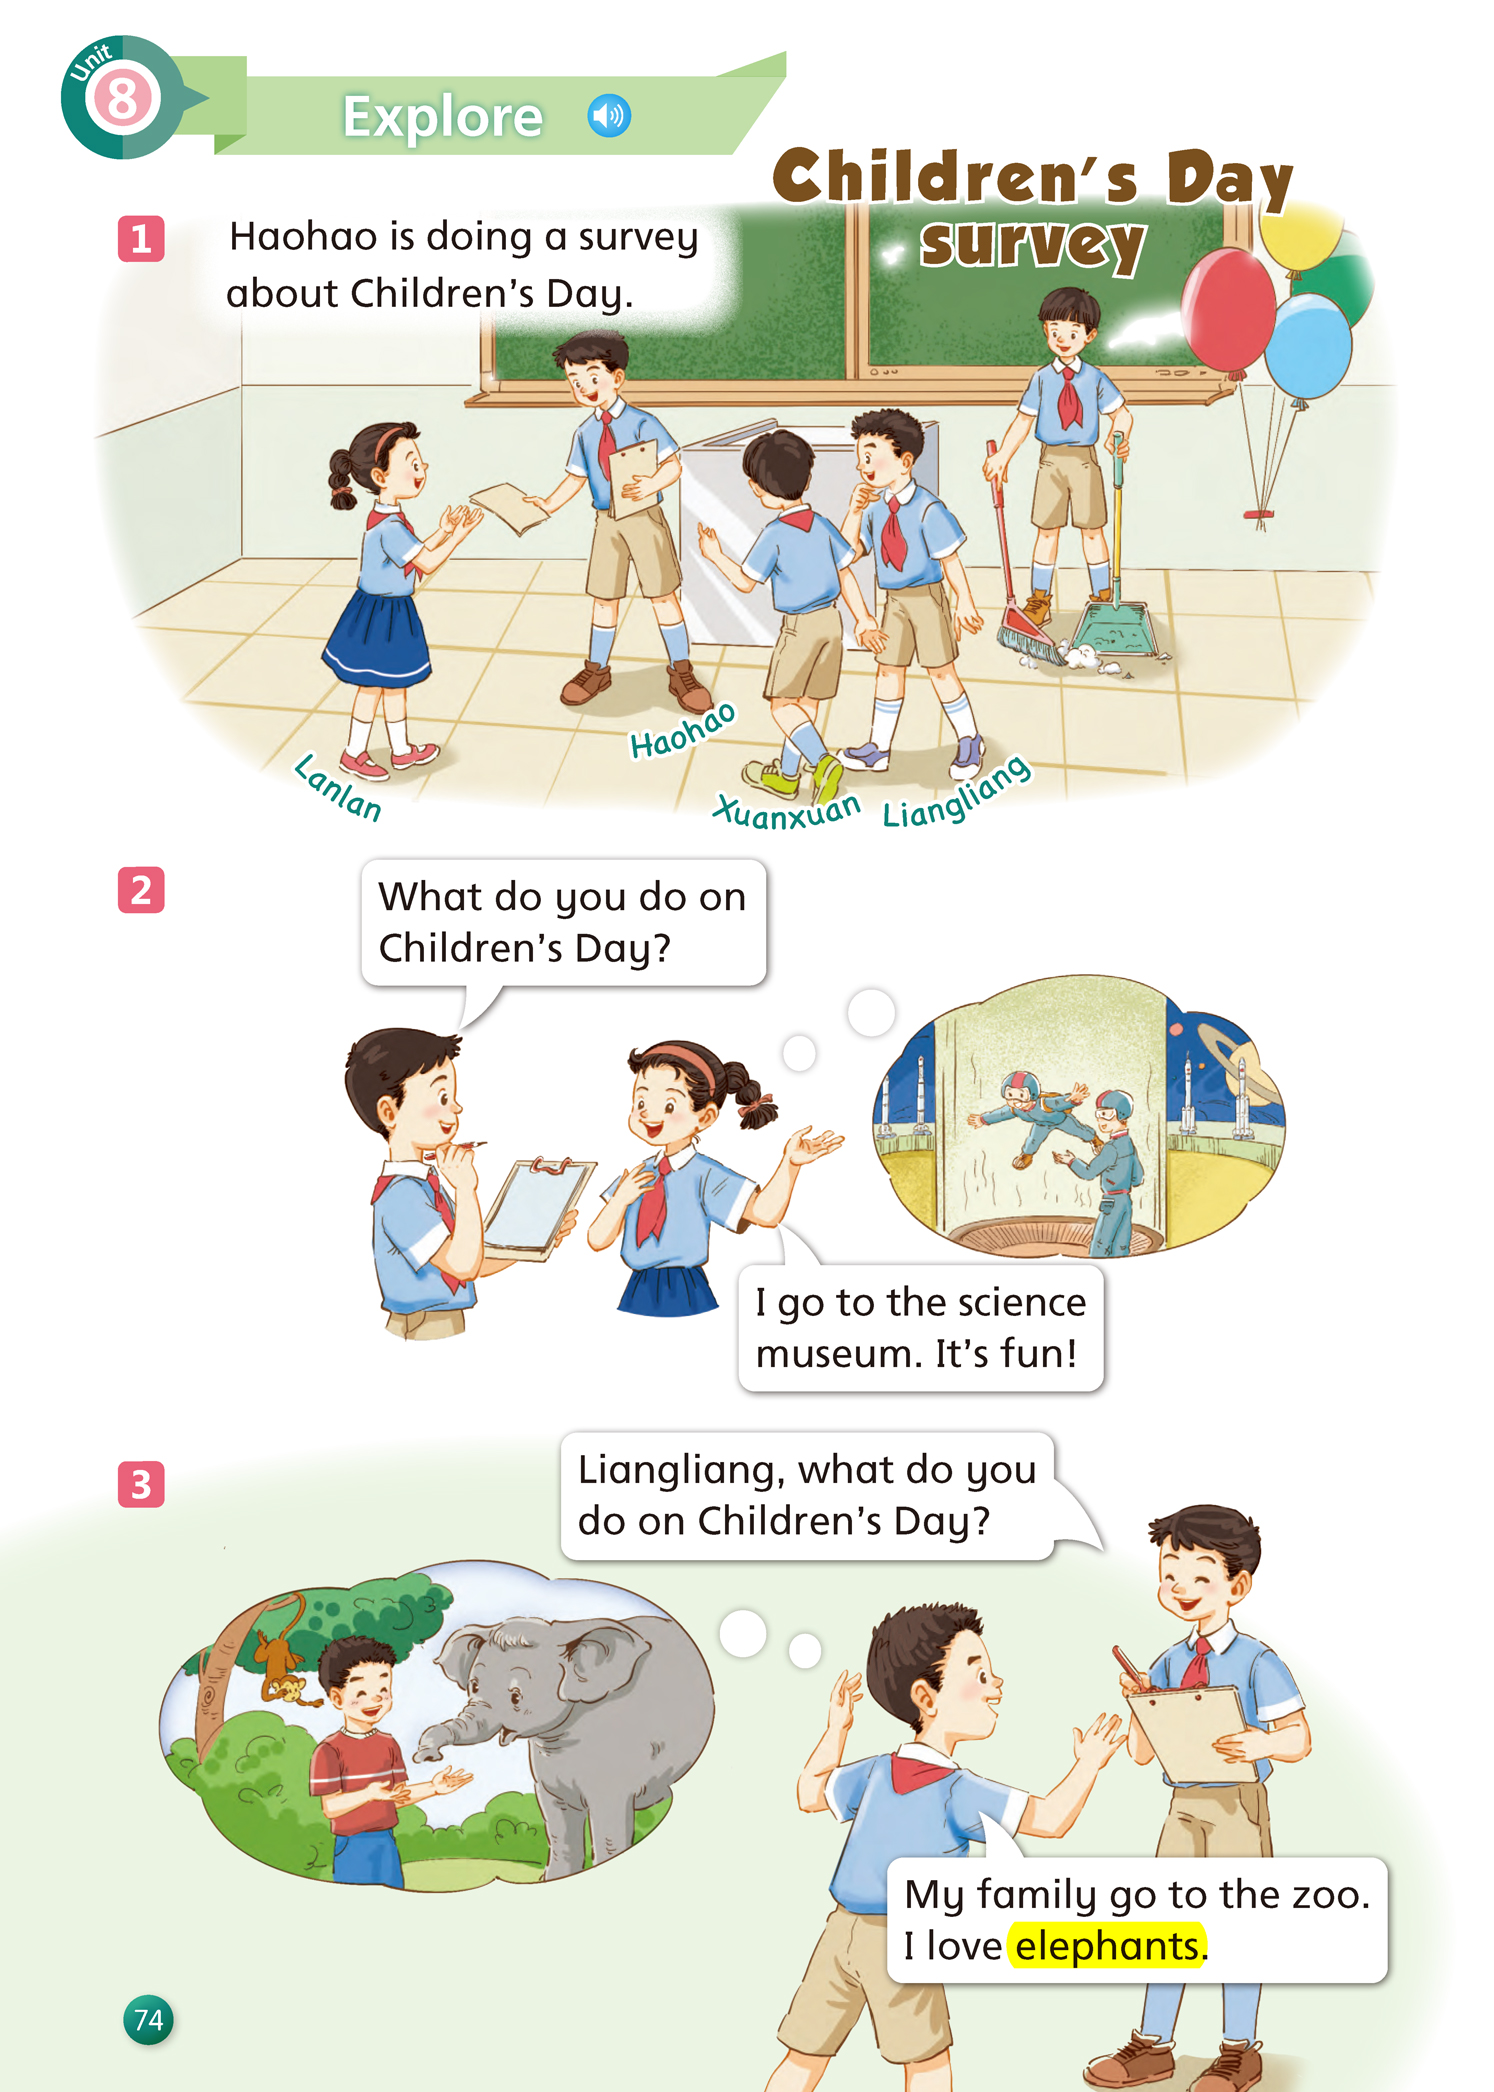 Unit
8
Explore
Children's Day
survey
1
Haohao is doing a survey
about Children's Day.
Lanlan
Haohao
Xuanxuan
Liangliang
2
What do you do on
Children's Day?
I go to the science
museum. It's fun!
3
Liangliang, what do you
do on Children's Day?
My family go to the zoo.
I love elephants.
74